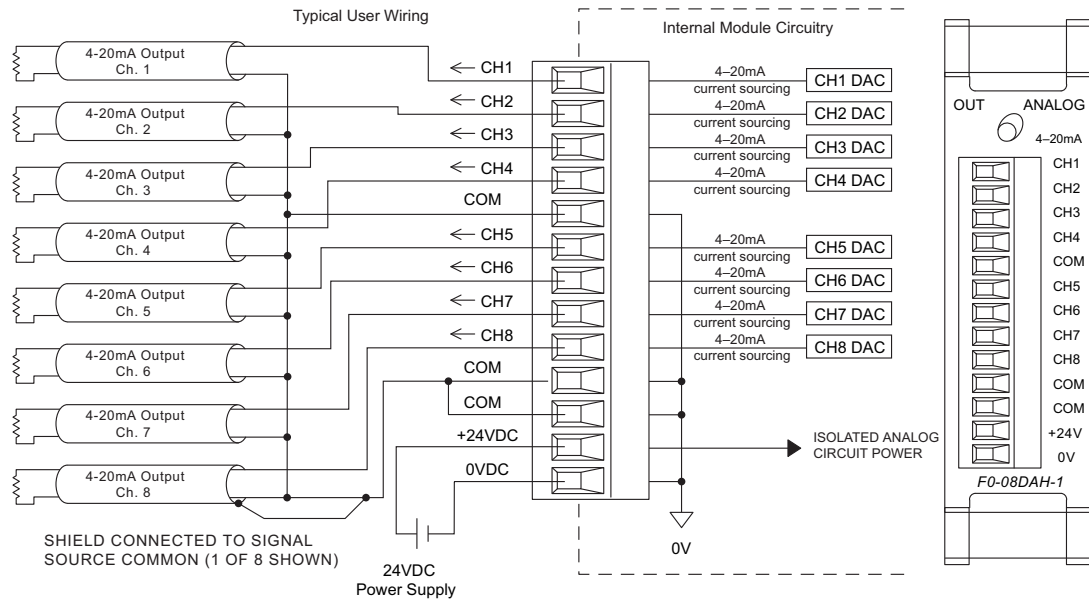 Typical User Wiring
Internal Module Circuitry
4-20mA Output
Ch. 1
4-20mA Output
Ch. 2
4-20mA Output
Ch. 3
4-20mA Output
Ch. 4
4-20mA Output
Ch. 5
4-20mA Output
Ch. 6
4-20mA Output
Ch. 7
4-20mA Output
Ch. 8
SHIELD CONNECTED TO SIGNAL
SOURCE COMMON (1 OF 8 SHOWN)
CH1
CH2
CH3
CH4
COM
CH5
CH6
CH7
CH8
COM
COM
+24VDC
0VDC
24VDC
Power Supply
4–20mA
current sourcing
CH1 DAC
4–20mA
current sourcing
CH2 DAC
4–20mA
current sourcing
CH3 DAC
4–20mA
current sourcing
CH4 DAC
4–20mA
current sourcing
CH5 DAC
4–20mA
current sourcing
CH6 DAC
4–20mA
current sourcing
CH7 DAC
4–20mA
current sourcing
CH8 DAC
ISOLATED ANALOG
CIRCUIT POWER
0V
OUT ANALOG
4–20mA
CH1
CH2
CH3
CH4
COM
CH5
CH6
CH7
CH8
COM
COM
+24V
0V
F0-08DAH-1